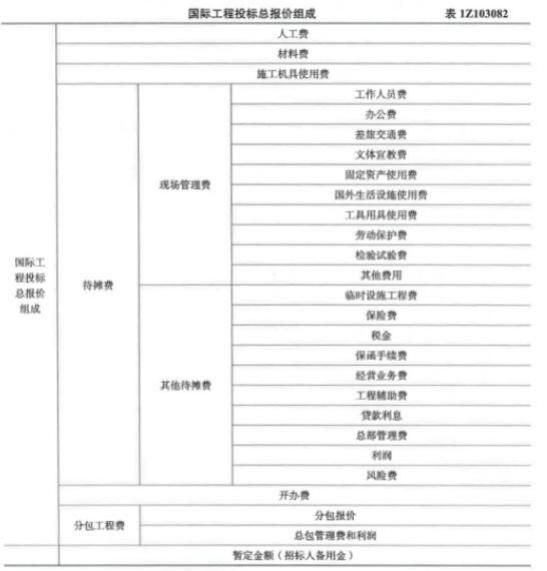 国际工程投标总报价组成 表 1Z103082
人工费
材料费
施工机具使用费
工作人员费
办公费
差旅交通费
文体宣教费
固定资产使用费
国外生活设施使用费
工具用具使用费
劳动保护费
检验试验费
其他费用
现场管理费
临时设施工程费
保险费
税金
保函手续费
经营业务费
工程辅助费
贷款利息
总部管理费
利润
风险费
其他待摊费
待摊费
国际工
程投标
总报价
组成
开办费
分包工程费
分包报价
总包管理费和利润
暂定金额（招标人备用金）